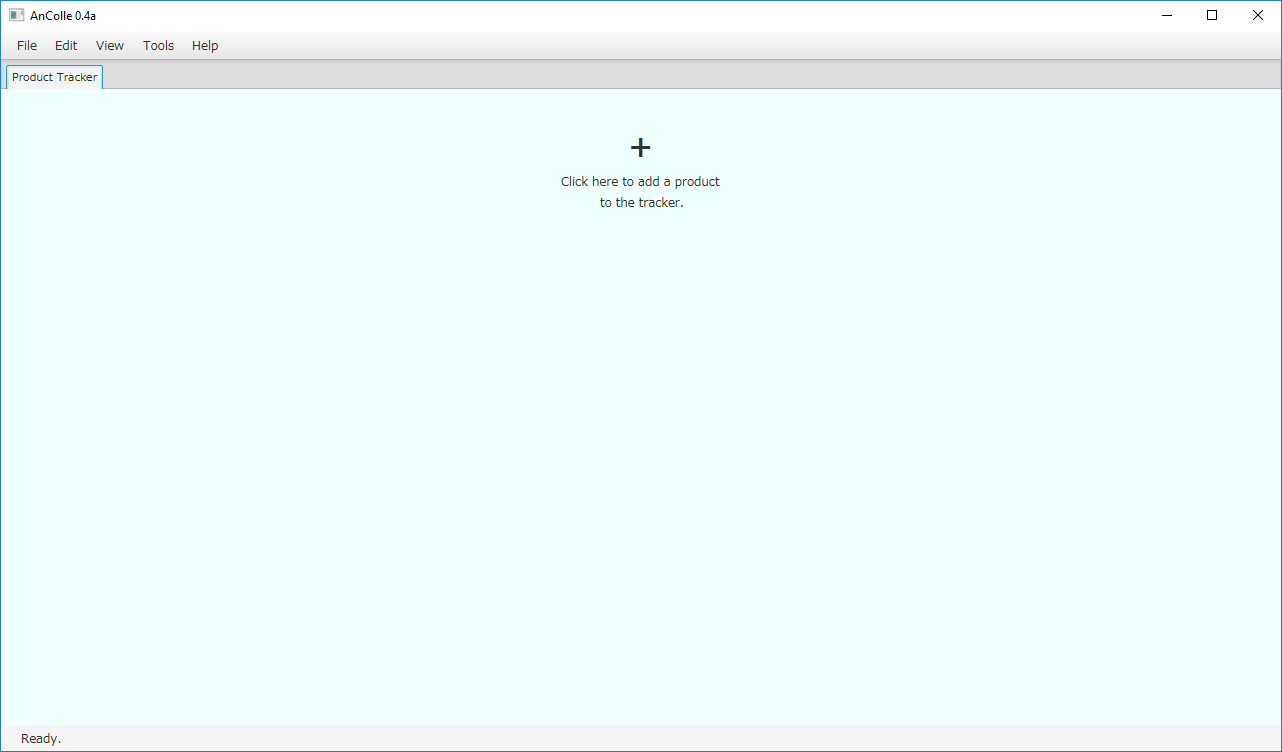 AnColle 0.4a
File Edit View Tools Help
Product Tracker
+
Click here to add a product
to the tracker.
Ready.